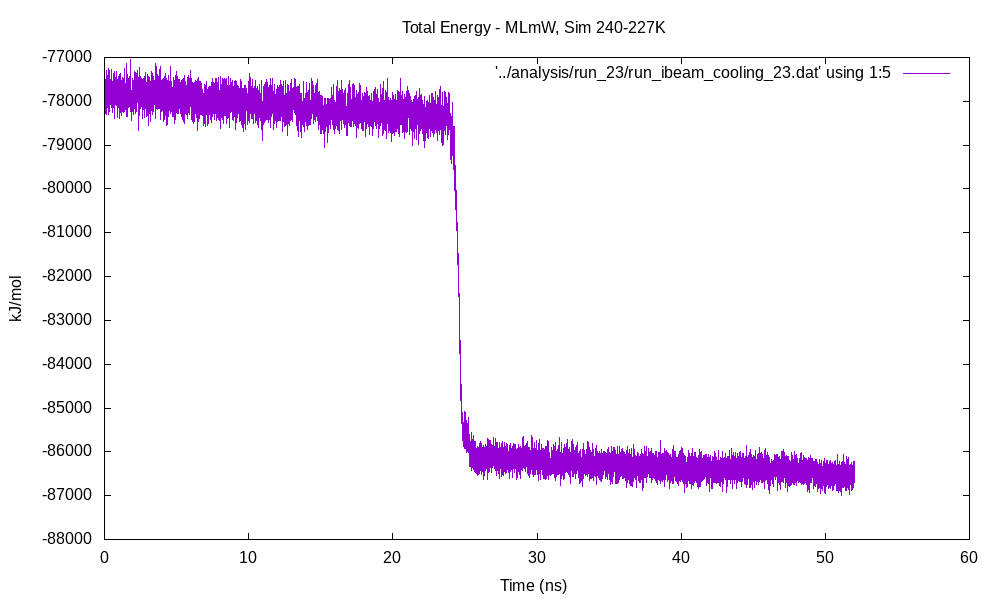 Total Energy - MLmW, Sim 240-227K
'../analysis/run_23/run_ibeam_cooling_23.dat' using 1:5
-77000
-78000
-79000
-80000
-81000
-82000
-83000
-84000
-85000
-86000
-87000
-88000
kJ/mol
0 10 20 30 40 50 60
Time (ns)